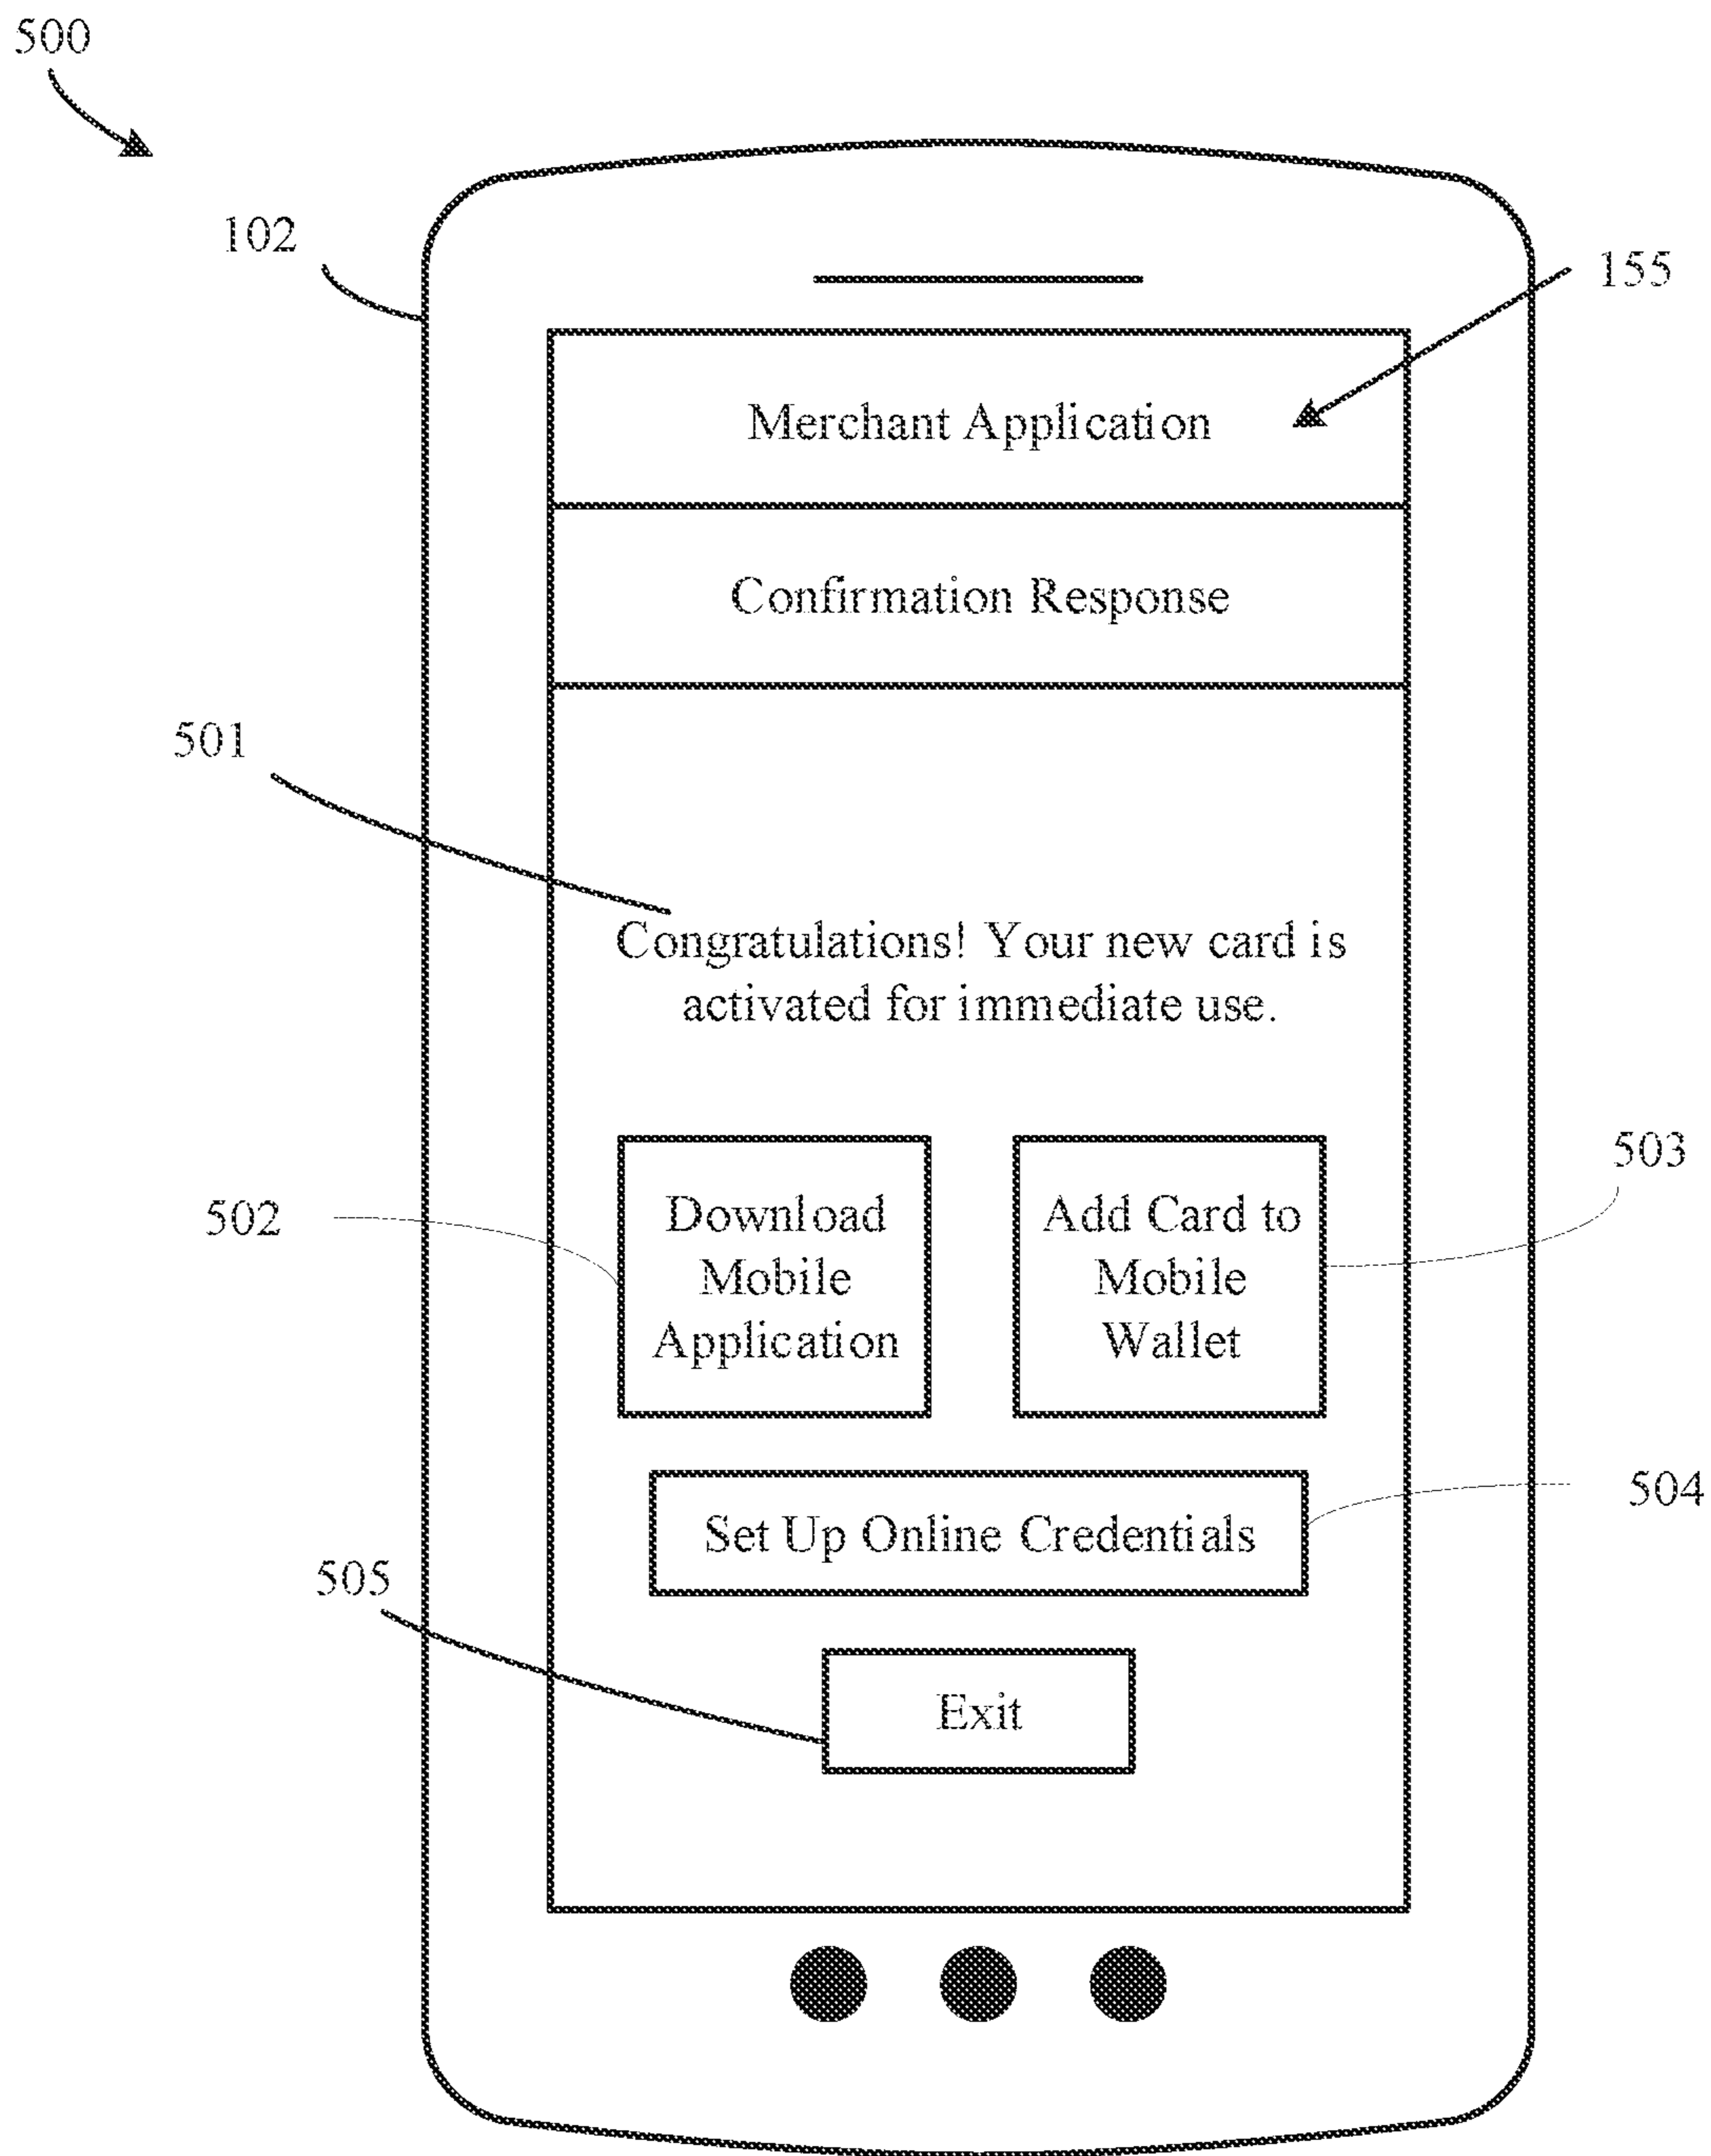 500
102
155
Merchant Application
Confirmation Response
501
Congratulations! Your new card is
activated for immediate use.
503
502
Download
Mobile
Application
Add Card to
Mobile
Wallet
504
Set Up Online Credentials
505
Exit